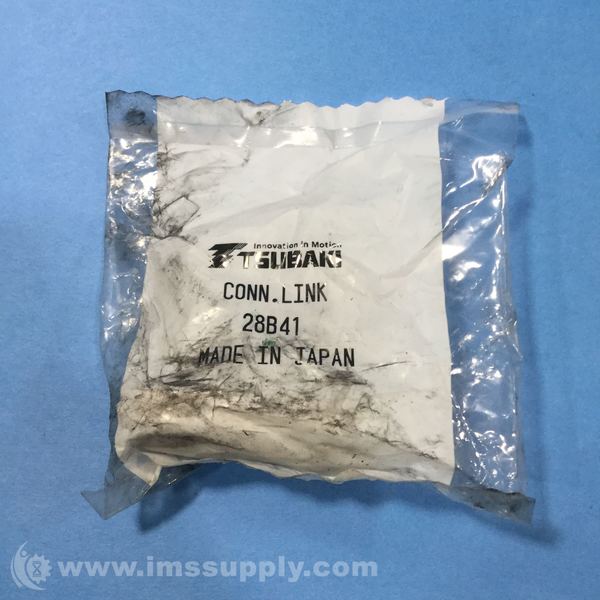 Innovation in Motion
TSUBAKI
CONN.LINK
28B41
MADE IN JAPAN
www.imssupply.com